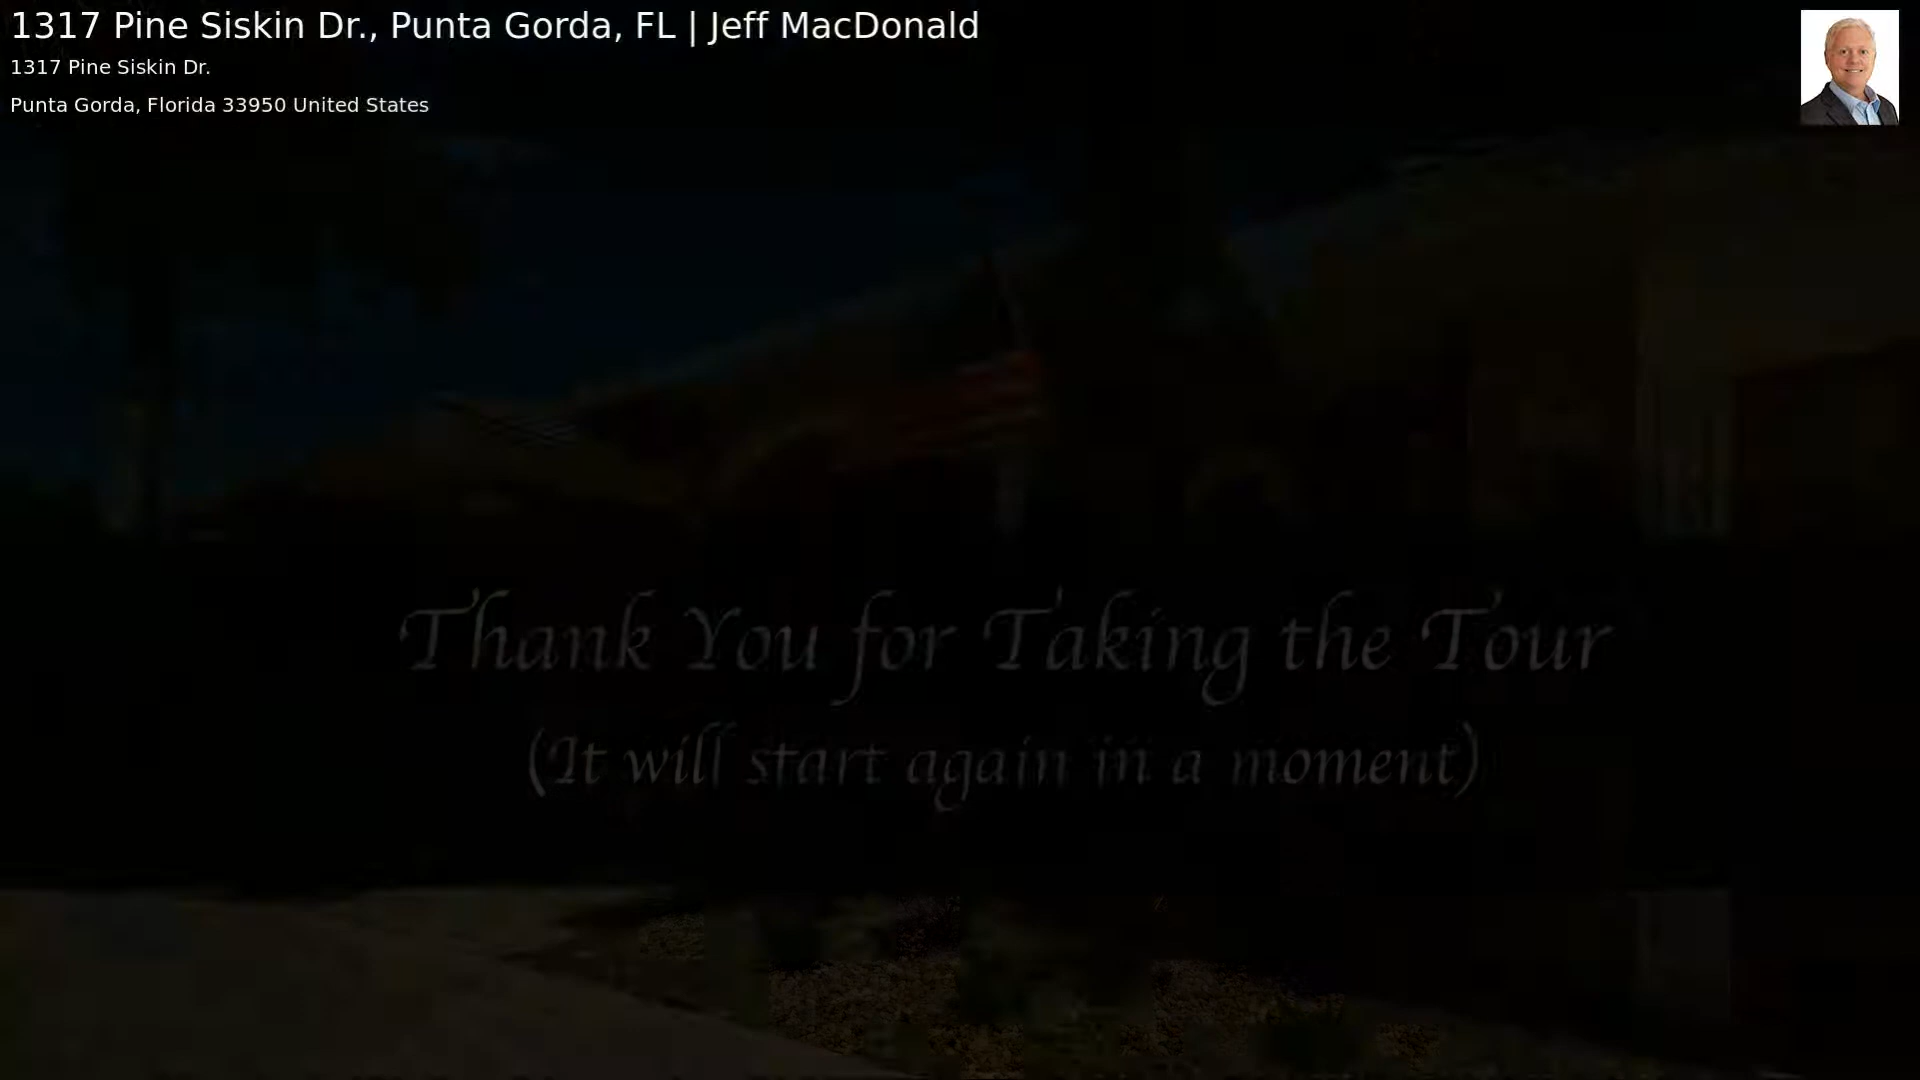 1317 Pine Siskin Dr., Punta Gorda, FL | Jeff MacDonald
1317 Pine Siskin Dr.
Punta Gorda, Florida 33950 United States
Thank You for Taking the Tour
(It will start again in a moment)